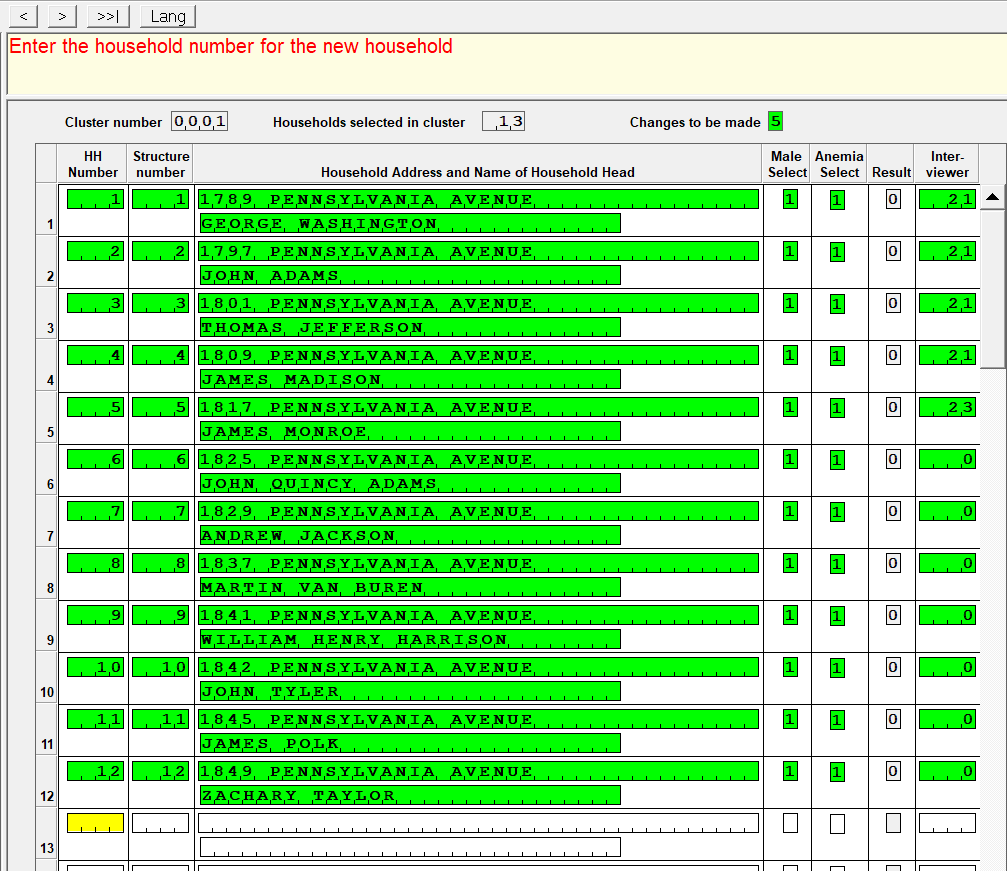 < > >>| Lang
Enter the household number for the new household
Cluster number 0001 Households selected in cluster 13 Changes to be made 5
HH Number Structure number Household Address and Name of Household Head Male Select Anemia Select Result Inter-viewer
1 1 1789 PENNSYLVANIA AVENUE 1 1 0 21
1 GEORGE WASHINGTON
2 2 1797 PENNSYLVANIA AVENUE 1 1 0 21
2 JOHN ADAMS
3 3 1801 PENNSYLVANIA AVENUE 1 1 0 21
3 THOMAS JEFFERSON
4 4 1809 PENNSYLVANIA AVENUE 1 1 0 21
4 JAMES MADISON
5 5 1817 PENNSYLVANIA AVENUE 1 1 0 23
5 JAMES MONROE
6 6 1825 PENNSYLVANIA AVENUE 1 1 0 0
6 JOHN QUINCY ADAMS
7 7 1829 PENNSYLVANIA AVENUE 1 1 0 0
7 ANDREW JACKSON
8 8 1837 PENNSYLVANIA AVENUE 1 1 0 0
8 MARTIN VAN BUREN
9 9 1841 PENNSYLVANIA AVENUE 1 1 0 0
9 WILLIAM HENRY HARRISON
10 10 1842 PENNSYLVANIA AVENUE 1 1 0 0
10 JOHN TYLER
11 11 1845 PENNSYLVANIA AVENUE 1 1 0 0
11 JAMES POLK
12 12 1849 PENNSYLVANIA AVENUE 1 1 0 0
12 ZACHARY TAYLOR
13